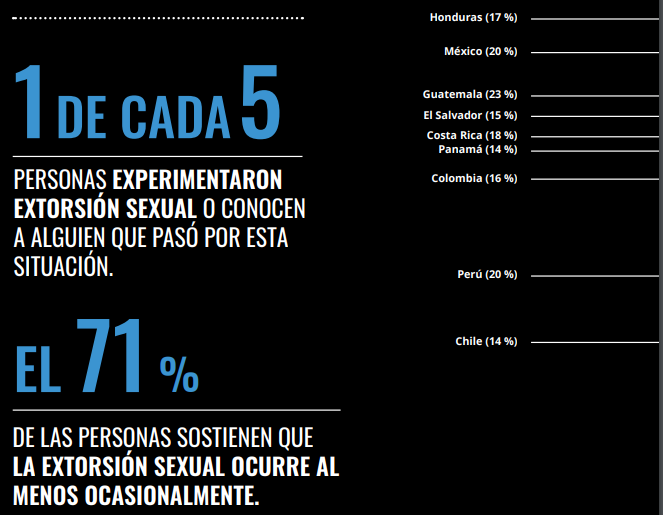 1 DE CADA 5
PERSONAS EXPERIMENTARON
EXTORSIÓN SEXUAL O CONOCEN
A ALGUIEN QUE PASÓ POR ESTA
SITUACIÓN.
EL 71 %
DE LAS PERSONAS SOSTIENEN QUE
LA EXTORSIÓN SEXUAL OCURRE AL
MENOS OCASIONALMENTE.
Honduras (17 %)
México (20 %)
Guatemala (23 %)
El Salvador (15 %)
Costa Rica (18 %)
Panamá (14 %)
Colombia (16 %)
Perú (20 %)
Chile (14 %)